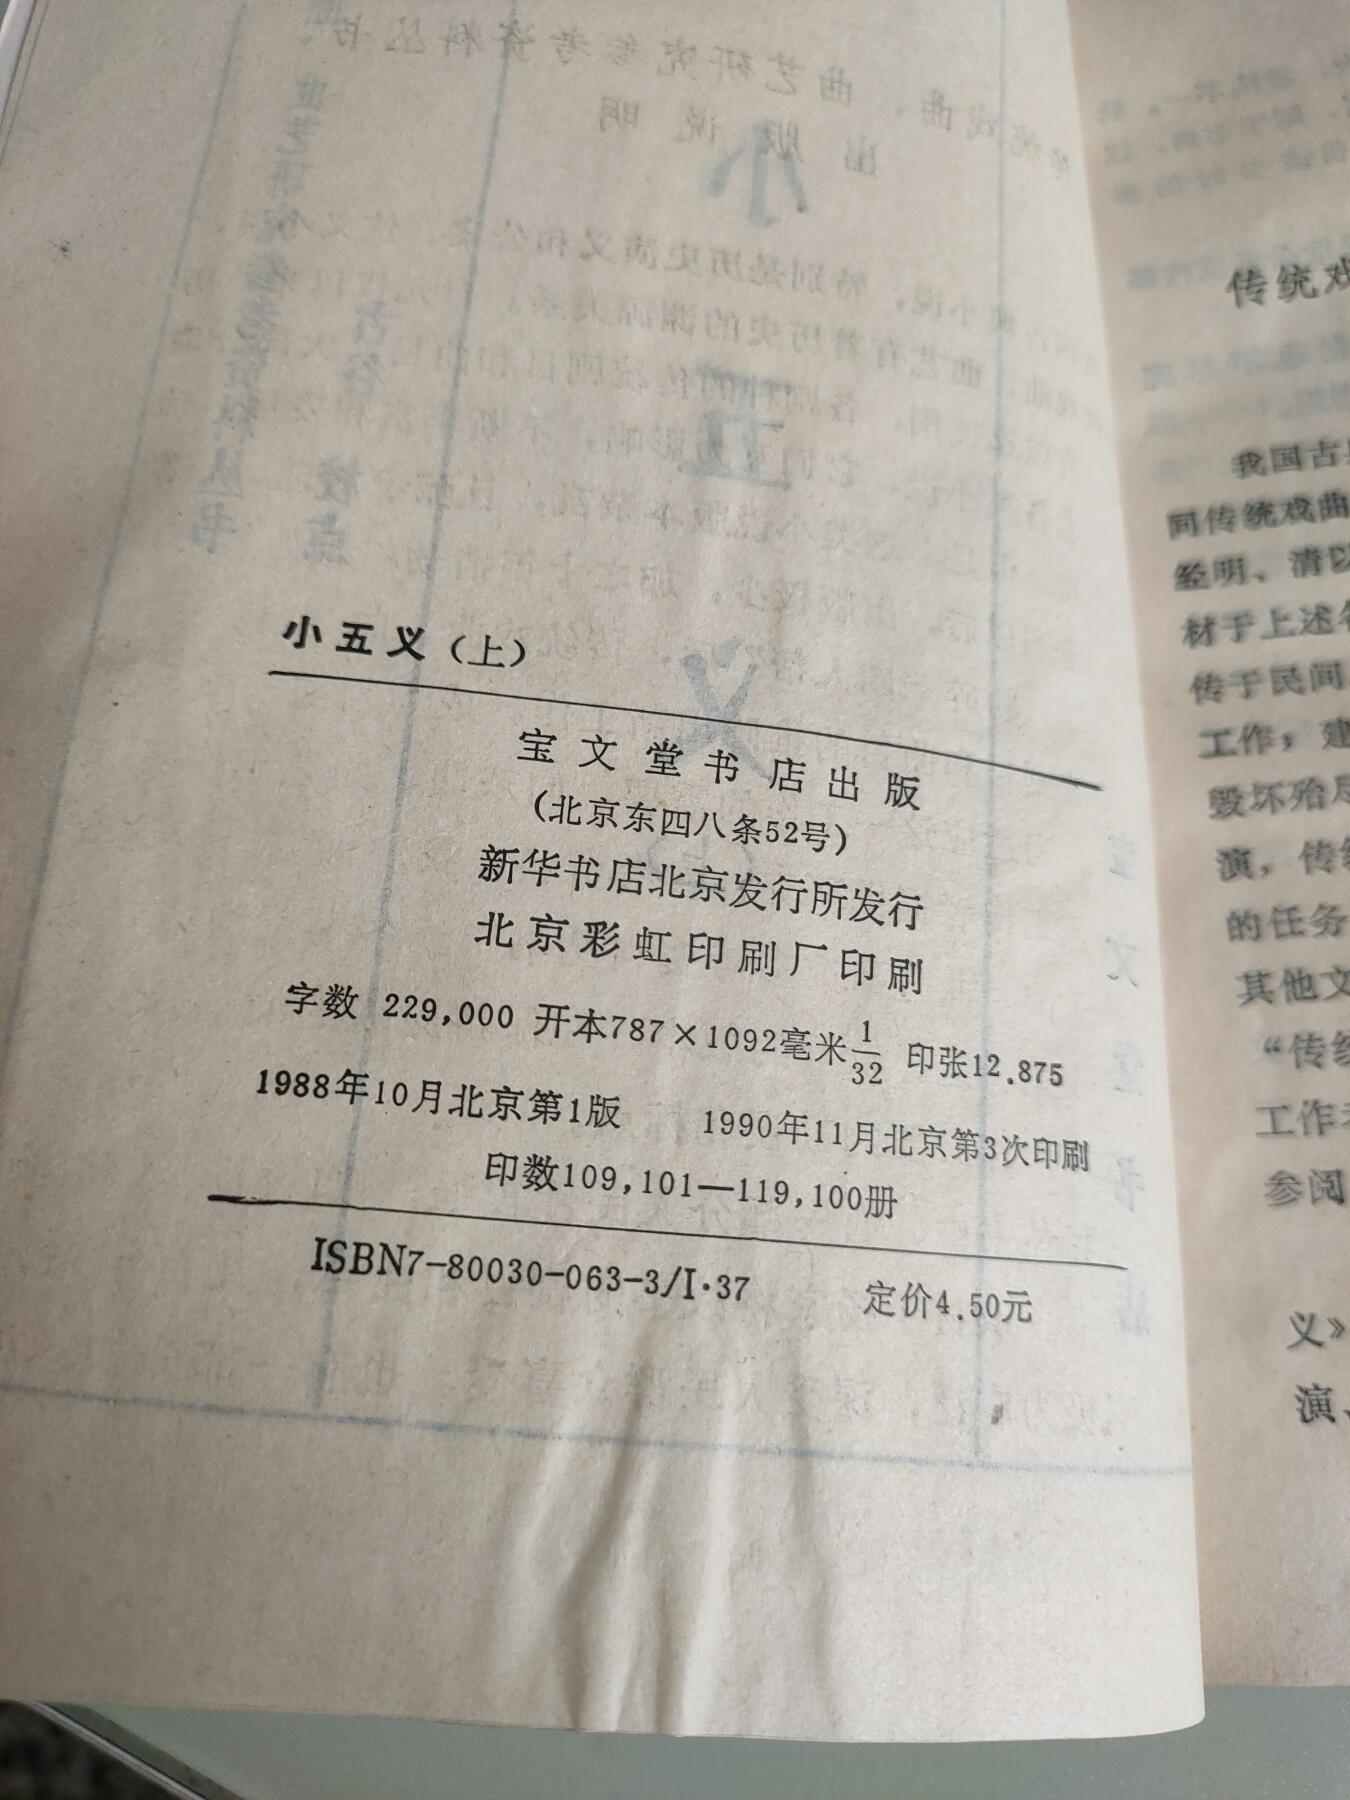 小五义（上）
宝文堂书店出版
（北京东四八条52号）
新华书店北京发行所发行
北京彩虹印刷厂印刷
字数 229,000 开本787×1092毫米1/32 印张12.875
1988年10月北京第1版 1990年11月北京第3次印刷
印数109,101—119,100册
ISBN7-80030-063-3/I·37 定价4.50元
传统戏
我国古
同传统戏曲
经明、清以
材于上述
传于民间
工作，建
毁坏殆尽
演，传统
的任务
其他文
“传统
工作
参阅
义》
演、